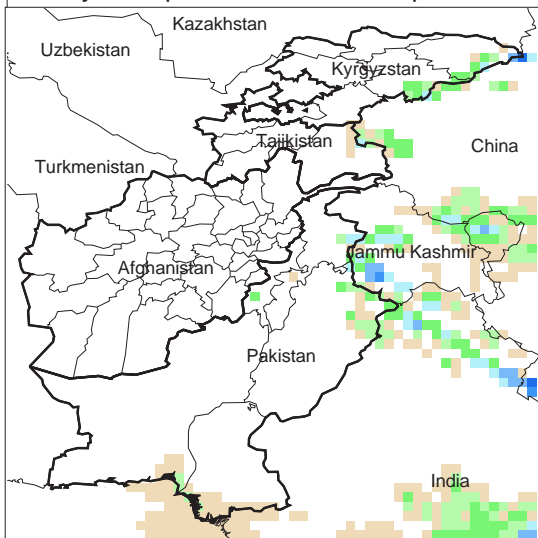 Kazakhstan
Uzbekistan
Kyrgyzstan
Tajikistan
China
Turkmenistan
Jammu Kashmir
Afghanistan
Pakistan
India